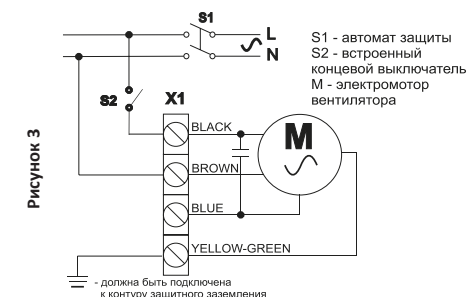 S1
L
N
S1 - автомат защиты
S2 - встроенный
концевой выключатель
M - электромотор
вентилятора
S2
X1
BLACK
M
BROWN
BLUE
YELLOW-GREEN
Рисунок 3
- должна быть подключена
к контуру защитного заземления